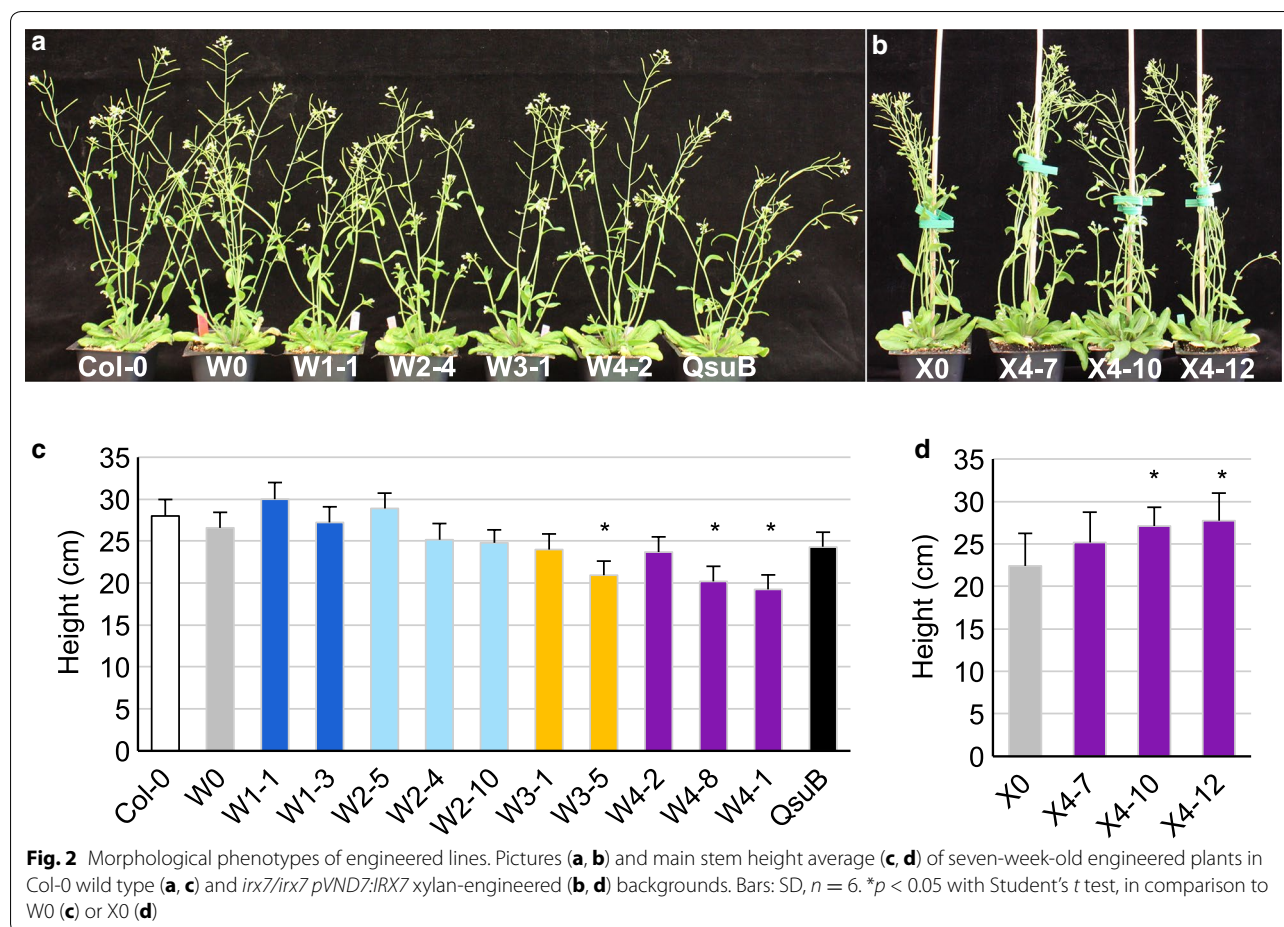 a
b
Col-0 W0 W1-1 W2-4 W3-1 W4-2 QsuB
X0 X4-7 X4-10 X4-12
c
35
30
25
20
15
10
5
0
Height (cm)
* * *
Col-0 W0 W1-1 W1-3 W2-5 W2-4 W2-10 W3-1 W3-5 W4-2 W4-8 W4-1 QsuB
d
35
30
25
20
15
10
5
0
Height (cm)
* *
X0 X4-7 X4-10 X4-12
Fig. 2 Morphological phenotypes of engineered lines. Pictures (a, b) and main stem height average (c, d) of seven-week-old engineered plants in
Col-0 wild type (a, c) and irx7/irx7 pVND7:IRX7 xylan-engineered (b, d) backgrounds. Bars: SD, n = 6. *p < 0.05 with Student's t test, in comparison to
W0 (c) or X0 (d)